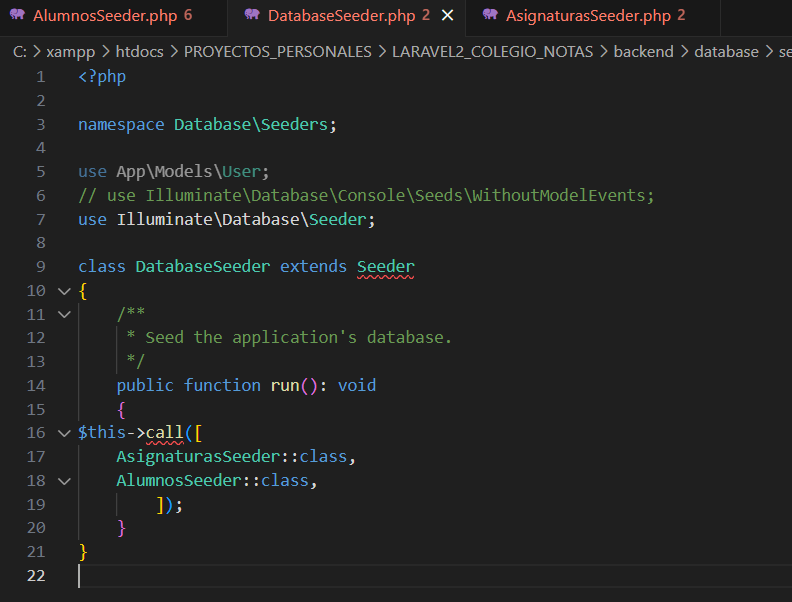 AlumnosSeeder.php 6 DatabaseSeeder.php 2 AsignaturasSeeder.php 2
C: > xampp > htdocs > PROYECTOS_PERSONALES > LARAVEL2_COLEGIO_NOTAS > backend > database > se
1 <?php
2
3 namespace Database\Seeders;
4
5 use App\Models\User;
6 // use Illuminate\Database\Console\Seeds\WithoutModelEvents;
7 use Illuminate\Database\Seeder;
8
9 class DatabaseSeeder extends Seeder
10 {
11     /**
12      * Seed the application's database.
13      */
14     public function run(): void
15     {
16 $this->call([
17     AsignaturasSeeder::class,
18     AlumnosSeeder::class,
19         ]);
20     }
21 }
22